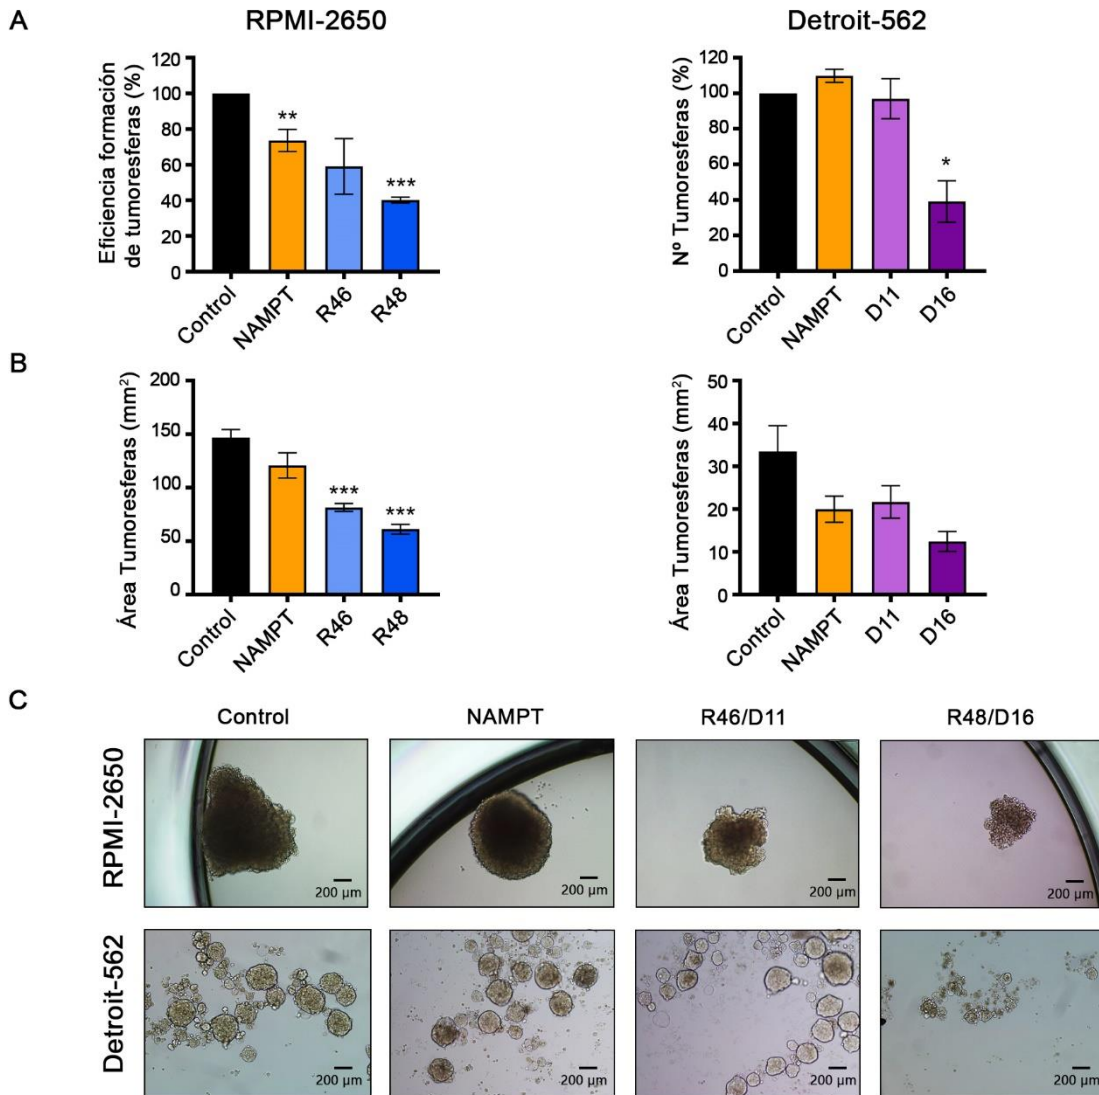 A
RPMI-2650
Detroit-562
Eficiencia formación
de tumoresferas (%)
120
100
80
60
40
20
0
**
***
Control
NAMPT
R46
R48
Nº Tumoresferas (%)
120
100
80
60
40
20
0
*
Control
NAMPT
D11
D16
B
Área Tumoresferas (mm²)
200
150
100
50
0
***
***
Control
NAMPT
R46
R48
Área Tumoresferas (mm²)
50
40
30
20
10
0
Control
NAMPT
D11
D16
C
Control
NAMPT
R46/D11
R48/D16
RPMI-2650
200 µm
200 µm
200 µm
200 µm
Detroit-562
200 µm
200 µm
200 µm
200 µm